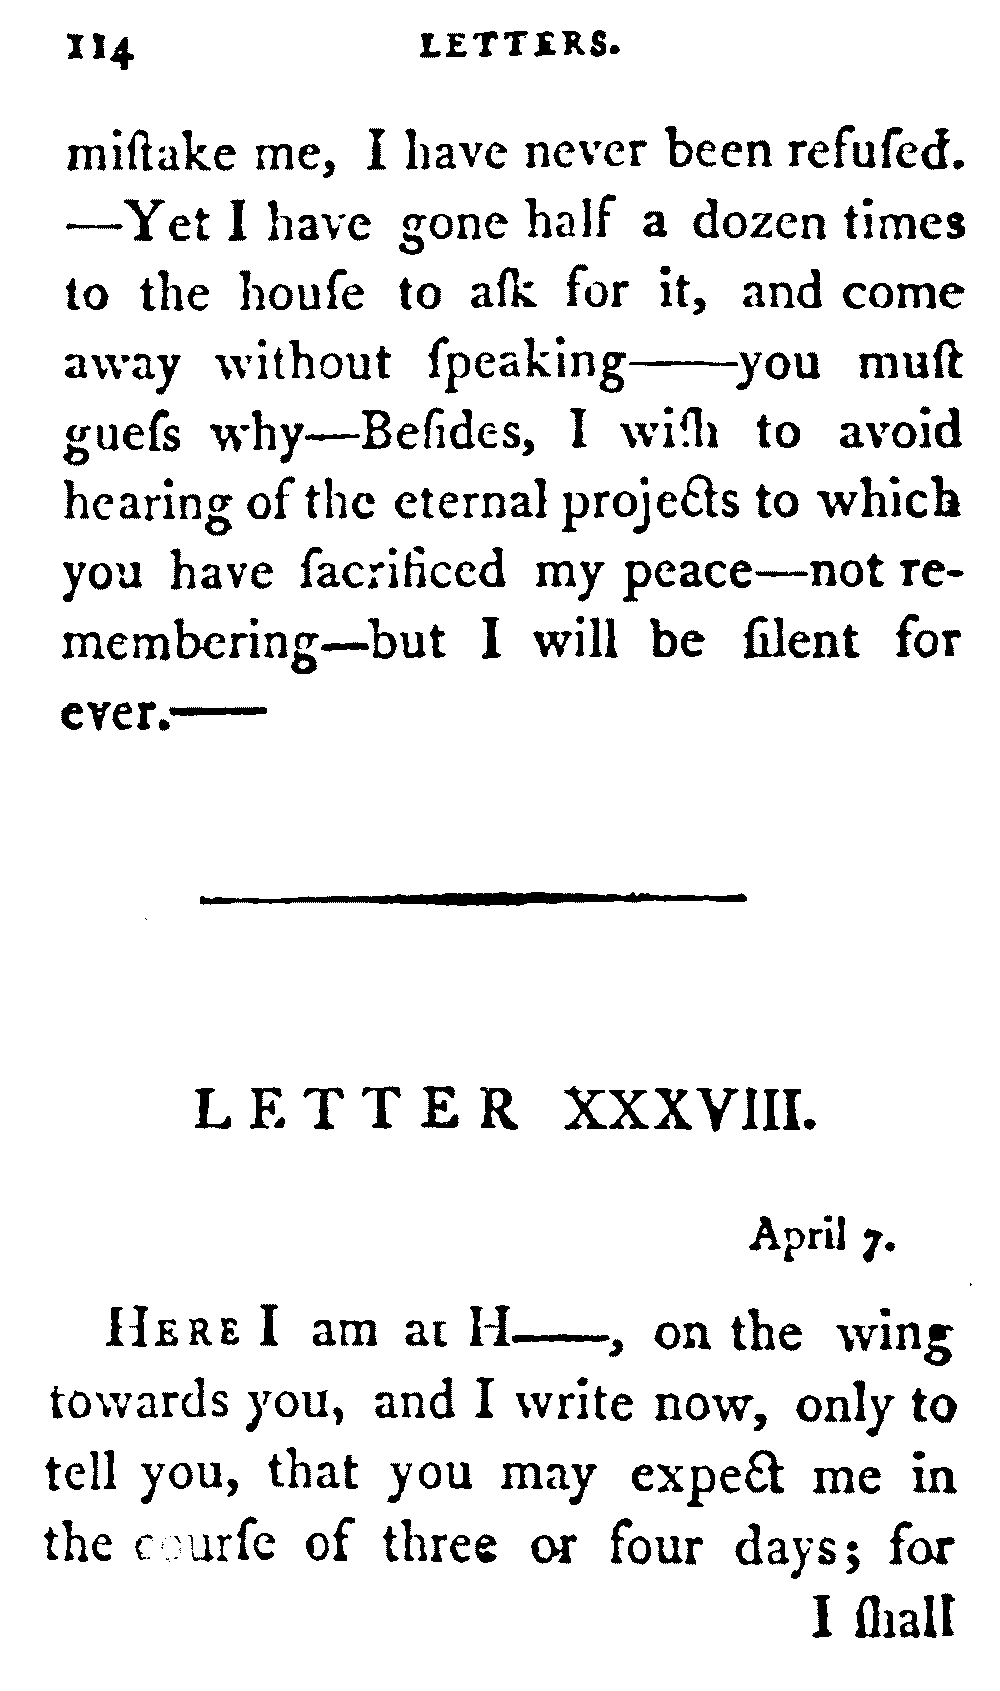 114 LETTERS.
miſtake me, I have never been refuſed.
—Yet I have gone half a dozen times
to the houſe to aſk for it, and come
away without ſpeaking——you muſt
gueſs why—Beſides, I wiſh to avoid
hearing of the eternal projects to which
you have ſacrificed my peace—not re-
membering—but I will be ſilent for
ever.——
LETTER XXXVIII.
April 7.
HERE I am at H——, on the wing
towards you, and I write now, only to
tell you, that you may expect me in
the courſe of three or four days; for
I ſhall